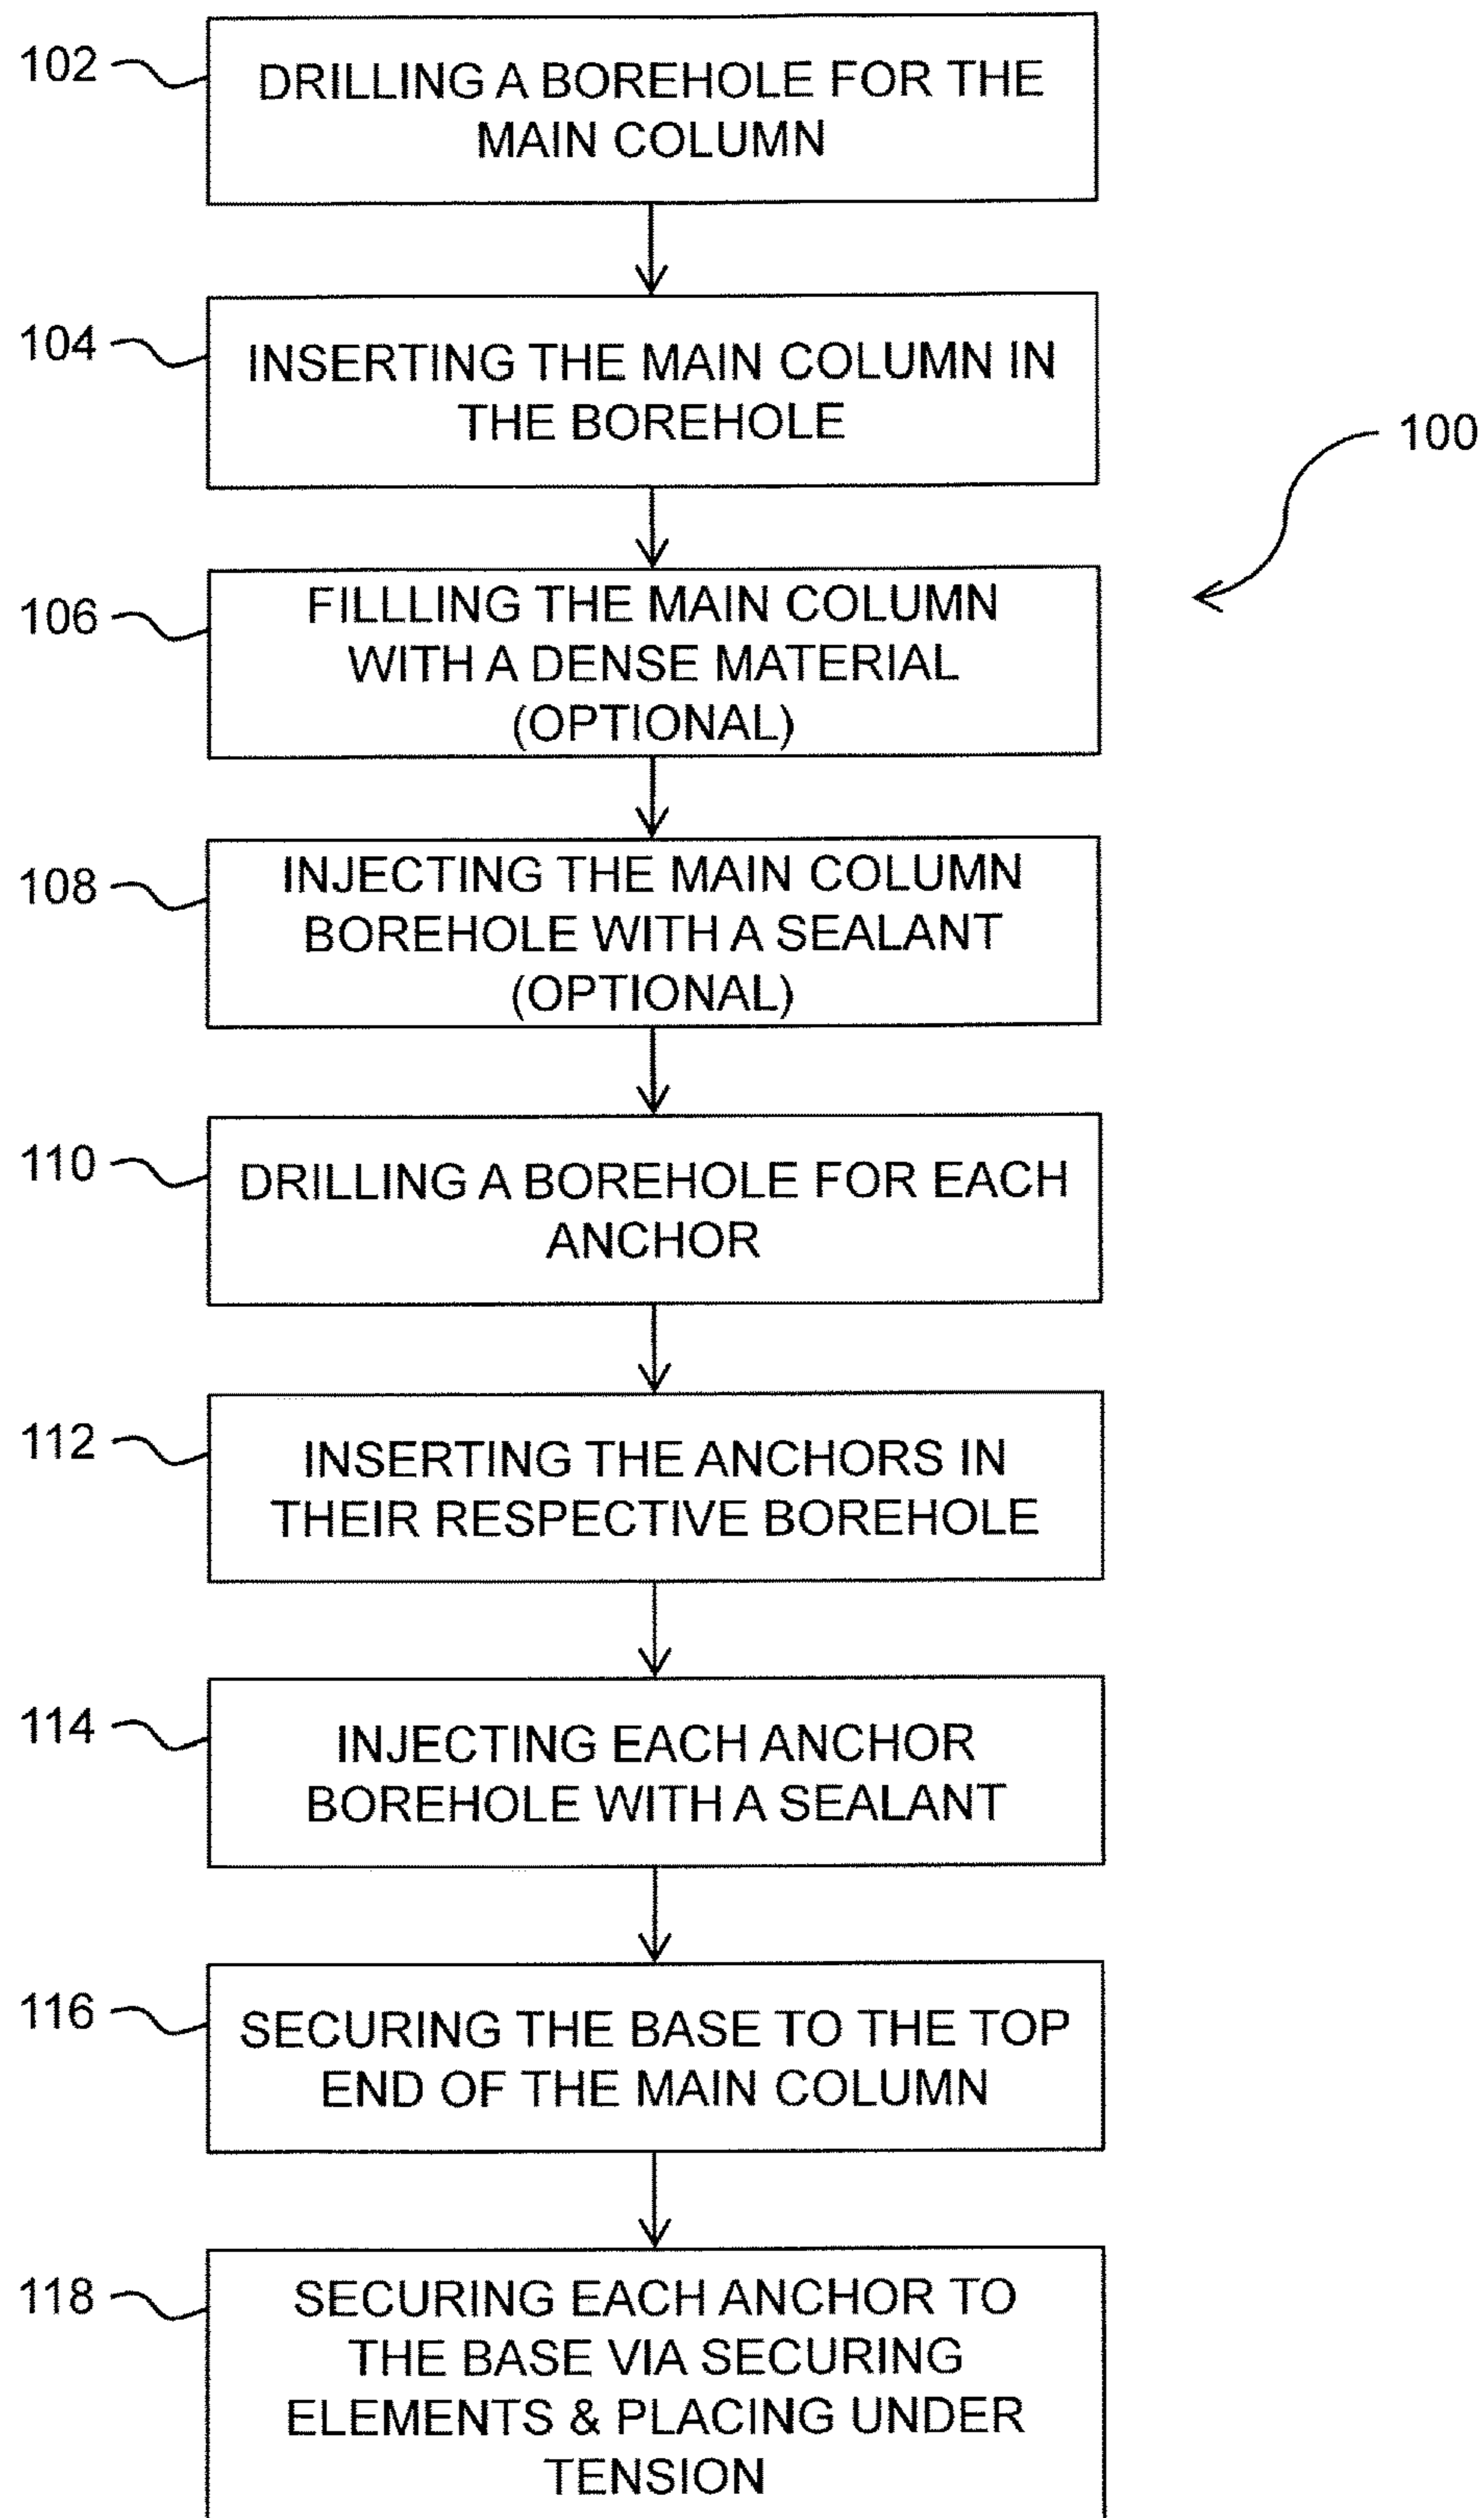 102
DRILLING A BOREHOLE FOR THE
MAIN COLUMN
104
INSERTING THE MAIN COLUMN IN
THE BOREHOLE
100
106
FILLLING THE MAIN COLUMN
WITH A DENSE MATERIAL
(OPTIONAL)
108
INJECTING THE MAIN COLUMN
BOREHOLE WITH A SEALANT
(OPTIONAL)
110
DRILLING A BOREHOLE FOR EACH
ANCHOR
112
INSERTING THE ANCHORS IN
THEIR RESPECTIVE BOREHOLE
114
INJECTING EACH ANCHOR
BOREHOLE WITH A SEALANT
116
SECURING THE BASE TO THE TOP
END OF THE MAIN COLUMN
118
SECURING EACH ANCHOR TO
THE BASE VIA SECURING
ELEMENTS & PLACING UNDER
TENSION